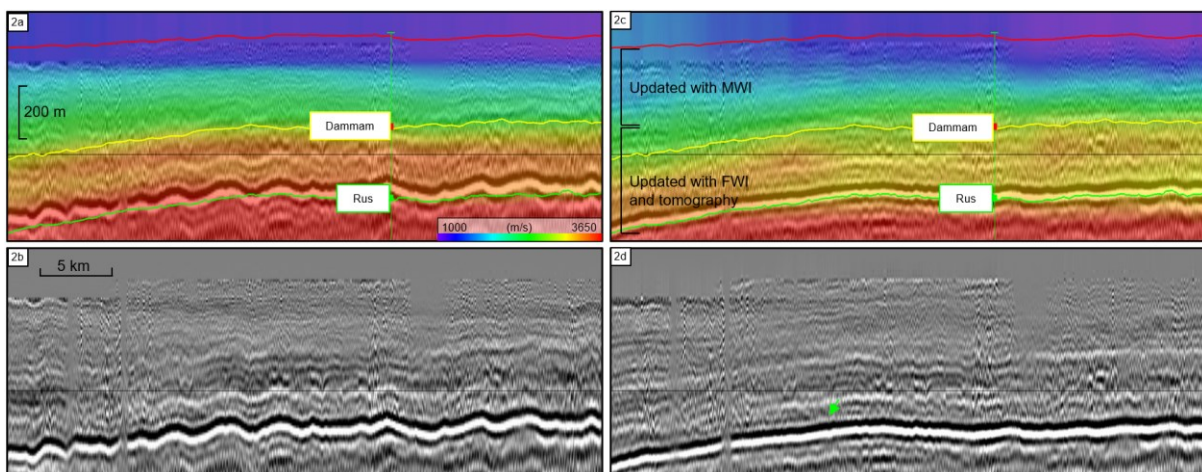 2a
200 m
Dammam
Rus
1000 (m/s) 3650
2c
Updated with MWI
Dammam
Updated with FWI
and tomography
Rus
2b
5 km
2d